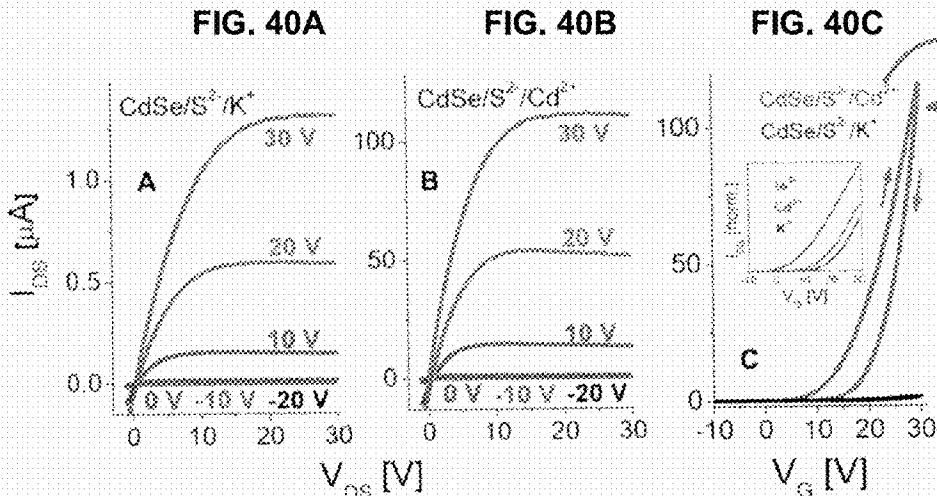 FIG. 40A
FIG. 40B
FIG. 40C
CdSe/S²⁻/K⁺
30 V
A
1.0
20 V
0.5
10 V
0.0
0 V -10 V -20 V
0 10 20 30
I_DS [µA]
CdSe/S²⁻/Cd²⁺
100
30 V
B
20 V
50
10 V
0
0 V -10 V -20 V
0 10 20 30
V_DS [V]
CdSe/S²⁻/Cd²⁺
CdSe/S²⁻/K⁺
100
50
V_G [V]
C
0
-10 0 10 20 30
V_G [V]